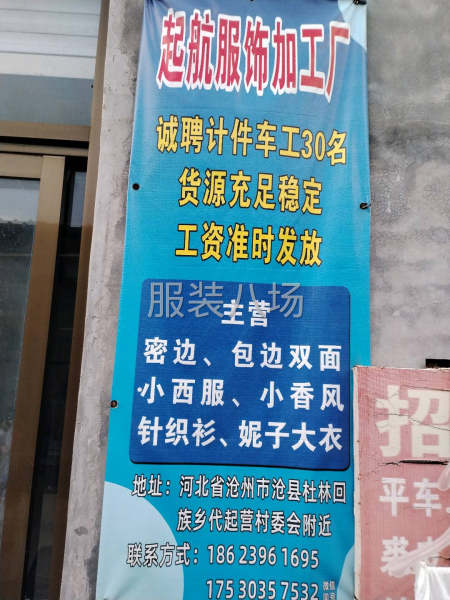 起航服饰加工厂
诚聘计件车工30名
货源充足稳定
工资准时发放
服装八场
主营
密边、包边双面
小西服、小香风
针织衫、妮子大衣
地址：河北省沧州市沧县杜林回
族乡代起营村委会附近
联系方式：186 2396 1695
175 3035 7532
招
平车
裘